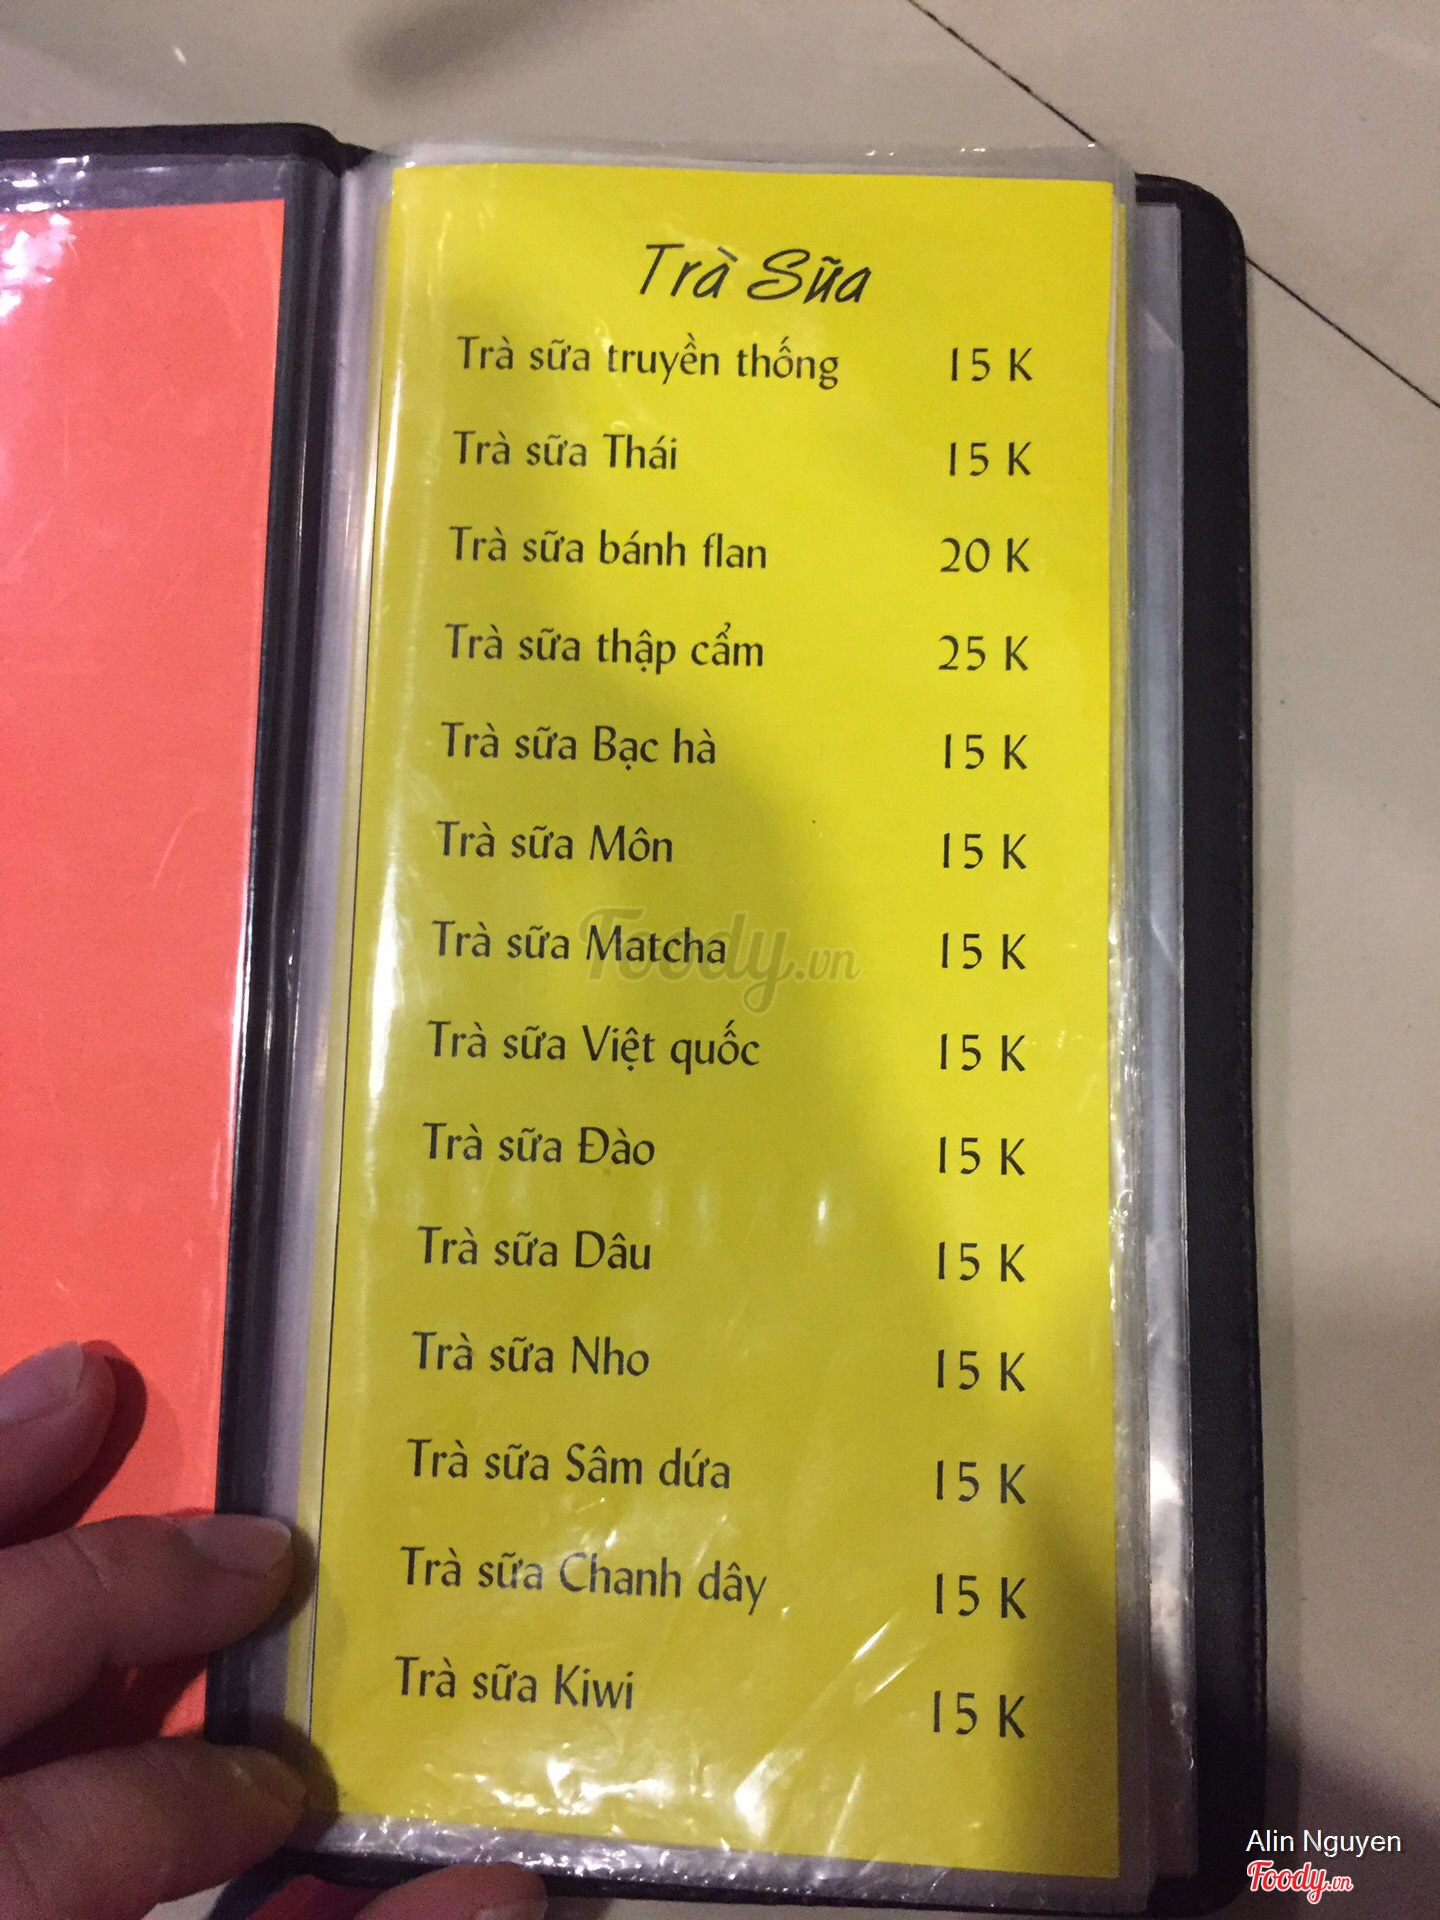 Trà Sữa
Trà sữa truyền thống 15 K
Trà sữa Thái 15 K
Trà sữa bánh flan 20 K
Trà sữa thập cẩm 25 K
Trà sữa Bạc hà 15 K
Trà sữa Môn 15 K
Trà sữa Matcha 15 K
Foody.vn
Trà sữa Việt quốc 15 K
Trà sữa Đào 15 K
Trà sữa Dâu 15 K
Trà sữa Nho 15 K
Trà sữa Sâm dứa 15 K
Trà sữa Chanh dây 15 K
Trà sữa Kiwi 15 K
Alin Nguyen
Foody.vn